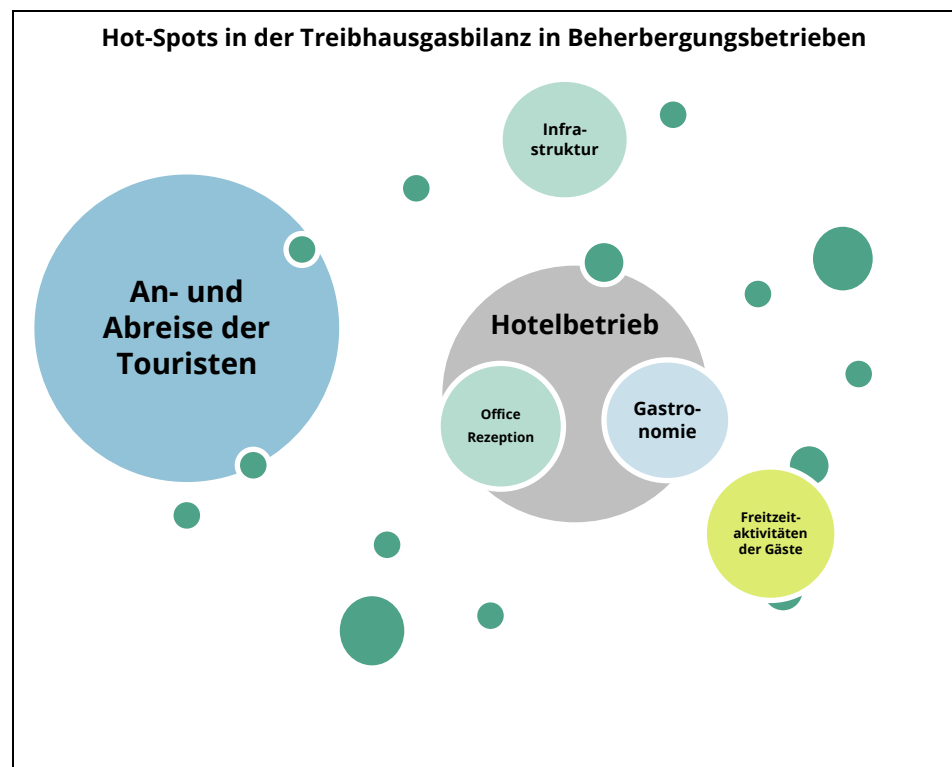 Hot-Spots in der Treibhausgasbilanz in Beherbergungsbetrieben
Infra-
struktur
An- und
Abreise der
Touristen
Hotelbetrieb
Office
Rezeption
Gastro-
nomie
Freitzeit-
aktivitäten
der Gäste